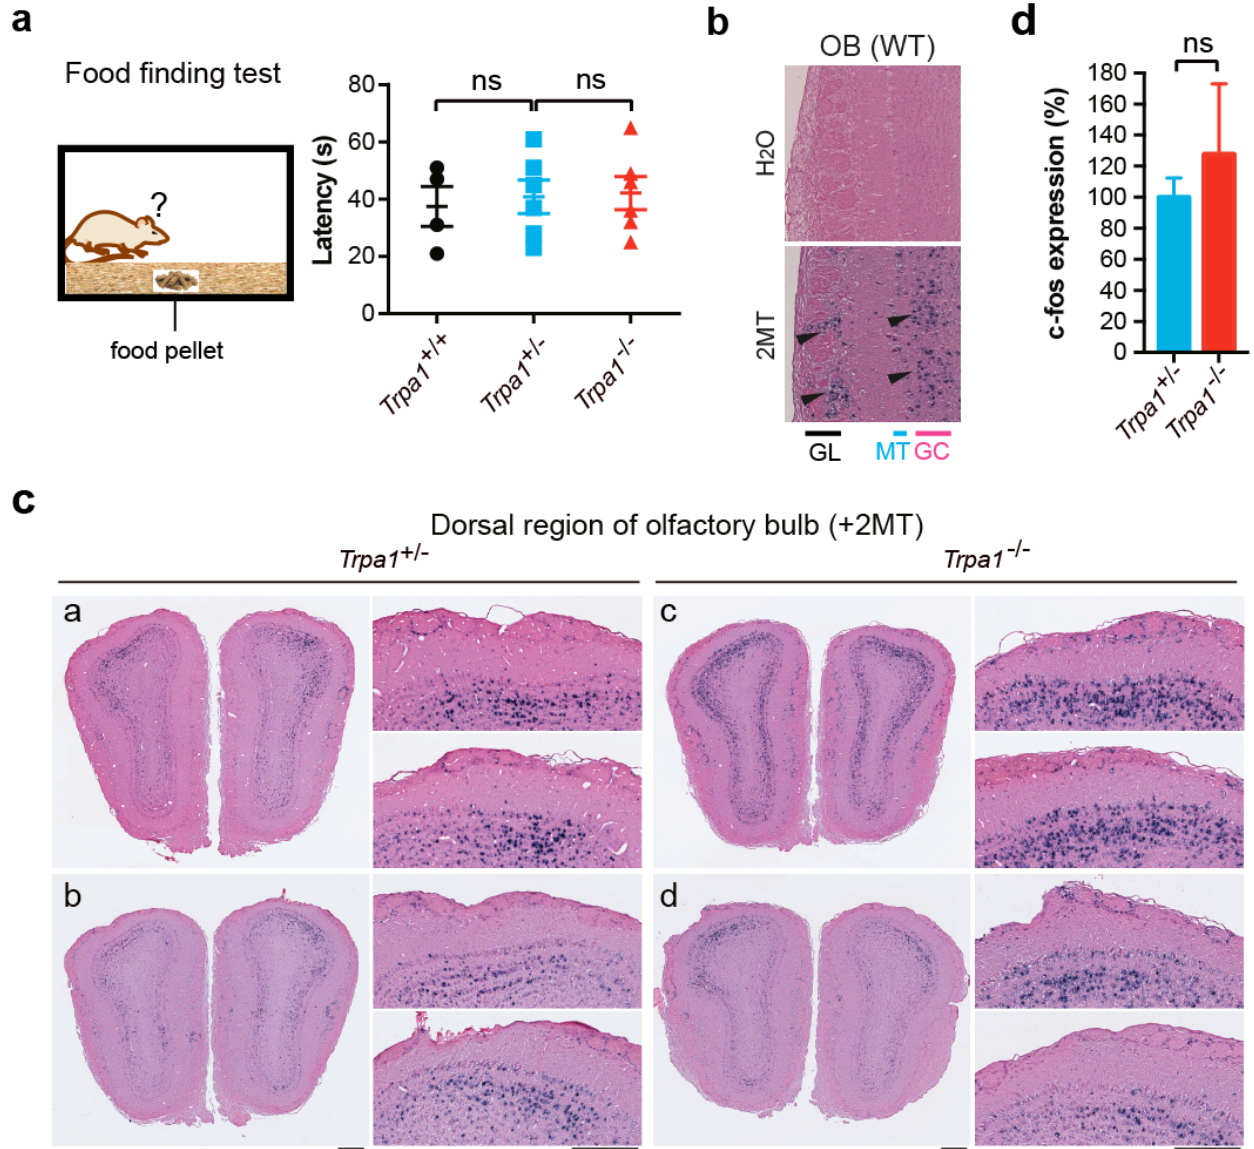 a
Food finding test
?
food pellet
Latency (s)
80
60
40
20
0
ns
ns
Trpa1+/+
Trpa1+/-
Trpa1-/-
b
OB (WT)
H2O
2MT
GL
MT
GC
d
c-fos expression (%)
180
160
140
120
100
80
60
40
20
0
ns
Trpa1+/-
Trpa1-/-
c
Dorsal region of olfactory bulb (+2MT)
Trpa1+/-
Trpa1-/-
a
c
b
d